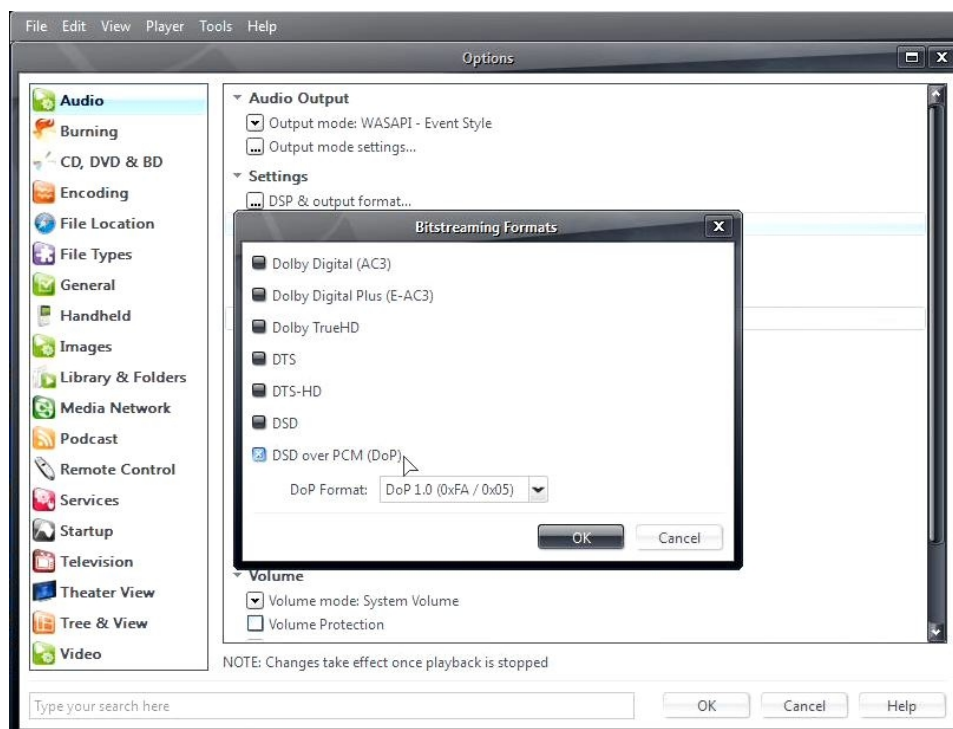 File Edit View Player Tools Help
Options
Audio
Burning
CD, DVD & BD
Encoding
File Location
File Types
General
Handheld
Images
Library & Folders
Media Network
Podcast
Remote Control
Services
Startup
Television
Theater View
Tree & View
Video
Audio Output
Output mode: WASAPI - Event Style
Output mode settings...
Settings
DSP & output format...
Bitstreaming Formats
Dolby Digital (AC3)
Dolby Digital Plus (E-AC3)
Dolby TrueHD
DTS
DTS-HD
DSD
DSD over PCM (DoP)
DoP Format: DoP 1.0 (0xFA / 0x05)
OK Cancel
Volume
Volume mode: System Volume
Volume Protection
NOTE: Changes take effect once playback is stopped
Type your search here
OK Cancel Help